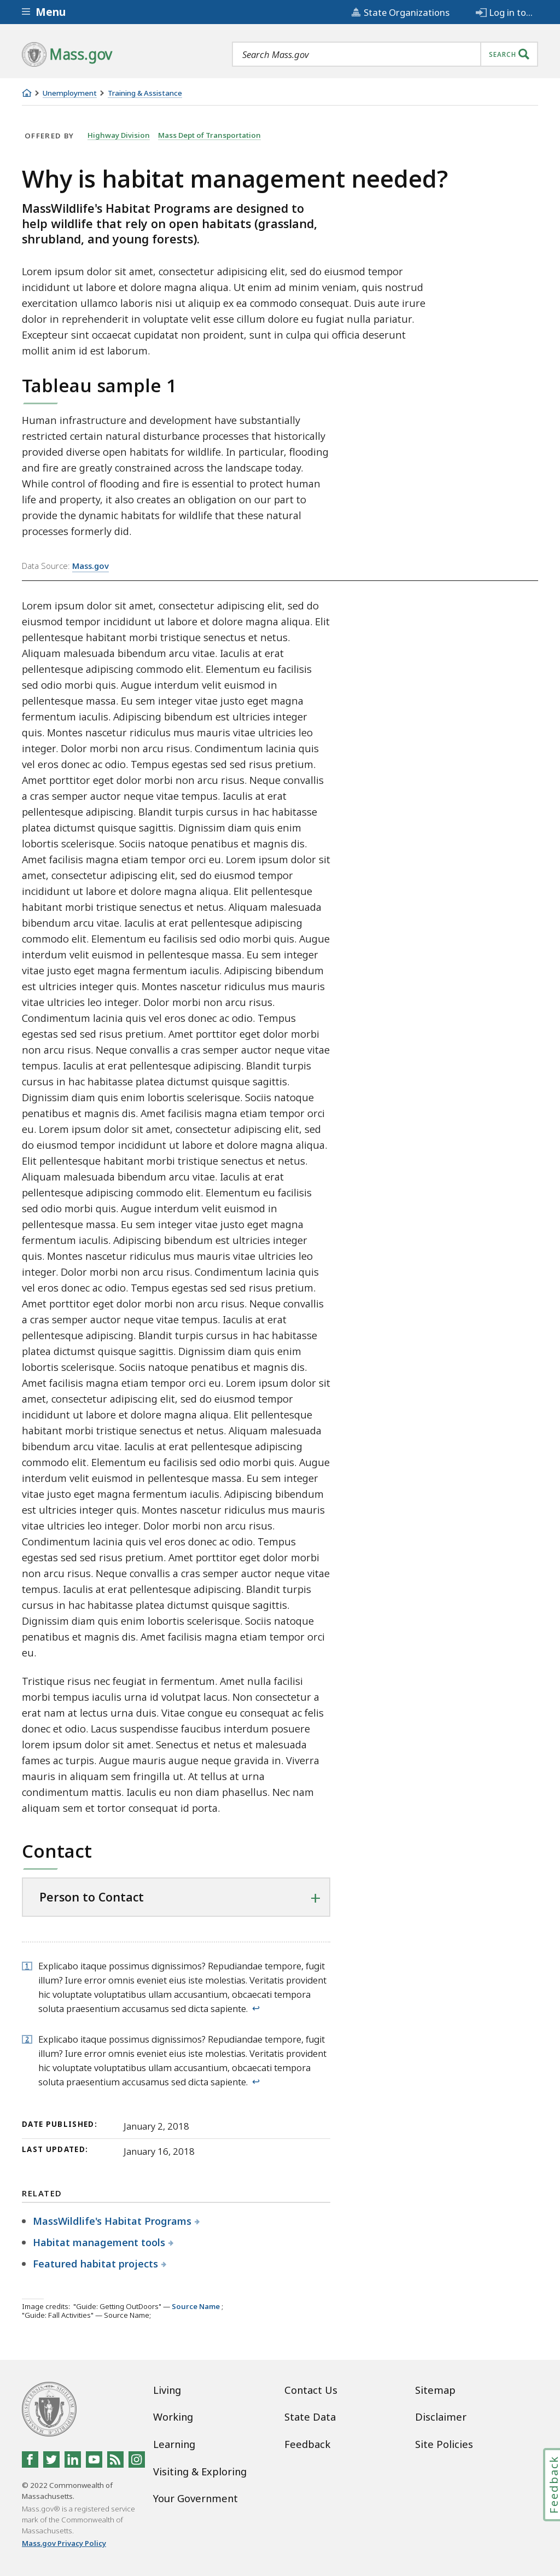 Menu
State Organizations
Log in to...
Mass.gov
Search Mass.gov
SEARCH
Unemployment
Training & Assistance
OFFERED BY
Highway Division
Mass Dept of Transportation
Why is habitat management needed?
MassWildlife's Habitat Programs are designed to
help wildlife that rely on open habitats (grassland,
shrubland, and young forests).
Lorem ipsum dolor sit amet, consectetur adipisicing elit, sed do eiusmod tempor
incididunt ut labore et dolore magna aliqua. Ut enim ad minim veniam, quis nostrud
exercitation ullamco laboris nisi ut aliquip ex ea commodo consequat. Duis aute irure
dolor in reprehenderit in voluptate velit esse cillum dolore eu fugiat nulla pariatur.
Excepteur sint occaecat cupidatat non proident, sunt in culpa qui officia deserunt
mollit anim id est laborum.
Tableau sample 1
Human infrastructure and development have substantially
restricted certain natural disturbance processes that historically
provided diverse open habitats for wildlife. In particular, flooding
and fire are greatly constrained across the landscape today.
While control of flooding and fire is essential to protect human
life and property, it also creates an obligation on our part to
provide the dynamic habitats for wildlife that these natural
processes formerly did.
Data Source: Mass.gov
Lorem ipsum dolor sit amet, consectetur adipiscing elit, sed do
eiusmod tempor incididunt ut labore et dolore magna aliqua. Elit
pellentesque habitant morbi tristique senectus et netus.
Aliquam malesuada bibendum arcu vitae. Iaculis at erat
pellentesque adipiscing commodo elit. Elementum eu facilisis
sed odio morbi quis. Augue interdum velit euismod in
pellentesque massa. Eu sem integer vitae justo eget magna
fermentum iaculis. Adipiscing bibendum est ultricies integer
quis. Montes nascetur ridiculus mus mauris vitae ultricies leo
integer. Dolor morbi non arcu risus. Condimentum lacinia quis
vel eros donec ac odio. Tempus egestas sed sed risus pretium.
Amet porttitor eget dolor morbi non arcu risus. Neque convallis
a cras semper auctor neque vitae tempus. Iaculis at erat
pellentesque adipiscing. Blandit turpis cursus in hac habitasse
platea dictumst quisque sagittis. Dignissim diam quis enim
lobortis scelerisque. Sociis natoque penatibus et magnis dis.
Amet facilisis magna etiam tempor orci eu. Lorem ipsum dolor sit
amet, consectetur adipiscing elit, sed do eiusmod tempor
incididunt ut labore et dolore magna aliqua. Elit pellentesque
habitant morbi tristique senectus et netus. Aliquam malesuada
bibendum arcu vitae. Iaculis at erat pellentesque adipiscing
commodo elit. Elementum eu facilisis sed odio morbi quis. Augue
interdum velit euismod in pellentesque massa. Eu sem integer
vitae justo eget magna fermentum iaculis. Adipiscing bibendum
est ultricies integer quis. Montes nascetur ridiculus mus mauris
vitae ultricies leo integer. Dolor morbi non arcu risus.
Condimentum lacinia quis vel eros donec ac odio. Tempus
egestas sed sed risus pretium. Amet porttitor eget dolor morbi
non arcu risus. Neque convallis a cras semper auctor neque vitae
tempus. Iaculis at erat pellentesque adipiscing. Blandit turpis
cursus in hac habitasse platea dictumst quisque sagittis.
Dignissim diam quis enim lobortis scelerisque. Sociis natoque
penatibus et magnis dis. Amet facilisis magna etiam tempor orci
eu. Lorem ipsum dolor sit amet, consectetur adipiscing elit, sed
do eiusmod tempor incididunt ut labore et dolore magna aliqua.
Elit pellentesque habitant morbi tristique senectus et netus.
Aliquam malesuada bibendum arcu vitae. Iaculis at erat
pellentesque adipiscing commodo elit. Elementum eu facilisis
sed odio morbi quis. Augue interdum velit euismod in
pellentesque massa. Eu sem integer vitae justo eget magna
fermentum iaculis. Adipiscing bibendum est ultricies integer
quis. Montes nascetur ridiculus mus mauris vitae ultricies leo
integer. Dolor morbi non arcu risus. Condimentum lacinia quis
vel eros donec ac odio. Tempus egestas sed sed risus pretium.
Amet porttitor eget dolor morbi non arcu risus. Neque convallis
a cras semper auctor neque vitae tempus. Iaculis at erat
pellentesque adipiscing. Blandit turpis cursus in hac habitasse
platea dictumst quisque sagittis. Dignissim diam quis enim
lobortis scelerisque. Sociis natoque penatibus et magnis dis.
Amet facilisis magna etiam tempor orci eu. Lorem ipsum dolor sit
amet, consectetur adipiscing elit, sed do eiusmod tempor
incididunt ut labore et dolore magna aliqua. Elit pellentesque
habitant morbi tristique senectus et netus. Aliquam malesuada
bibendum arcu vitae. Iaculis at erat pellentesque adipiscing
commodo elit. Elementum eu facilisis sed odio morbi quis. Augue
interdum velit euismod in pellentesque massa. Eu sem integer
vitae justo eget magna fermentum iaculis. Adipiscing bibendum
est ultricies integer quis. Montes nascetur ridiculus mus mauris
vitae ultricies leo integer. Dolor morbi non arcu risus.
Condimentum lacinia quis vel eros donec ac odio. Tempus
egestas sed sed risus pretium. Amet porttitor eget dolor morbi
non arcu risus. Neque convallis a cras semper auctor neque vitae
tempus. Iaculis at erat pellentesque adipiscing. Blandit turpis
cursus in hac habitasse platea dictumst quisque sagittis.
Dignissim diam quis enim lobortis scelerisque. Sociis natoque
penatibus et magnis dis. Amet facilisis magna etiam tempor orci
eu.
Tristique risus nec feugiat in fermentum. Amet nulla facilisi
morbi tempus iaculis urna id volutpat lacus. Non consectetur a
erat nam at lectus urna duis. Vitae congue eu consequat ac felis
donec et odio. Lacus suspendisse faucibus interdum posuere
lorem ipsum dolor sit amet. Senectus et netus et malesuada
fames ac turpis. Augue mauris augue neque gravida in. Viverra
mauris in aliquam sem fringilla ut. At tellus at urna
condimentum mattis. Iaculis eu non diam phasellus. Nec nam
aliquam sem et tortor consequat id porta.
Contact
Person to Contact
1 Explicabo itaque possimus dignissimos? Repudiandae tempore, fugit
illum? Iure error omnis eveniet eius iste molestias. Veritatis provident
hic voluptate voluptatibus ullam accusantium, obcaecati tempora
soluta praesentium accusamus sed dicta sapiente. ↩
2 Explicabo itaque possimus dignissimos? Repudiandae tempore, fugit
illum? Iure error omnis eveniet eius iste molestias. Veritatis provident
hic voluptate voluptatibus ullam accusantium, obcaecati tempora
soluta praesentium accusamus sed dicta sapiente. ↩
DATE PUBLISHED: January 2, 2018
LAST UPDATED: January 16, 2018
RELATED
MassWildlife's Habitat Programs
Habitat management tools
Featured habitat projects
Image credits: "Guide: Getting OutDoors" — Source Name ;
"Guide: Fall Activities" — Source Name;
Living
Working
Learning
Visiting & Exploring
Your Government
Contact Us
State Data
Feedback
Sitemap
Disclaimer
Site Policies
© 2022 Commonwealth of
Massachusetts.
Mass.gov® is a registered service
mark of the Commonwealth of
Massachusetts.
Mass.gov Privacy Policy
Feedback